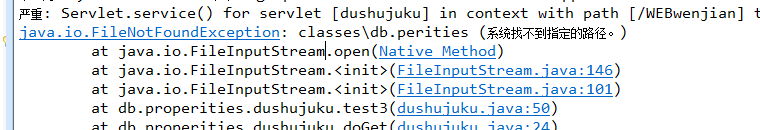 严重: Servlet.service() for servlet [dushujuku] in context with path [/WEBwenjian] t
java.io.FileNotFoundException: classes\db.perities (系统找不到指定的路径。)
at java.io.FileInputStream.open(Native Method)
at java.io.FileInputStream.<init>(FileInputStream.java:146)
at java.io.FileInputStream.<init>(FileInputStream.java:101)
at db.properities.dushujuku.test3(dushujuku.java:50)
at db.properities.dushujuku.doGet(dushujuku.java:24)